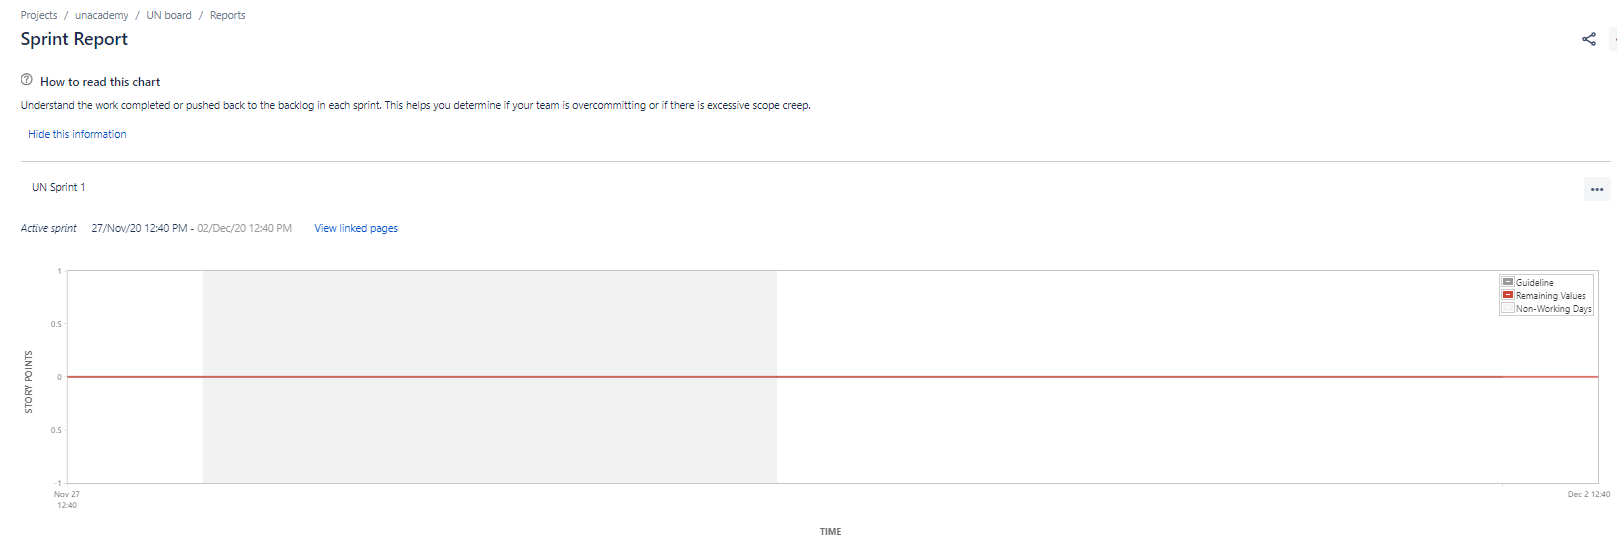 Projects / unacademy / UN board / Reports
Sprint Report
How to read this chart
Understand the work completed or pushed back to the backlog in each sprint. This helps you determine if your team is overcommitting or if there is excessive scope creep.
Hide this information
UN Sprint 1
Active sprint 27/Nov/20 12:40 PM - 02/Dec/20 12:40 PM View linked pages
Guideline
Remaining Values
Non-Working Days
STORY POINTS
1
0.5
0
0.5
-1
Nov 27
12:40
Dec 2 12:40
TIME